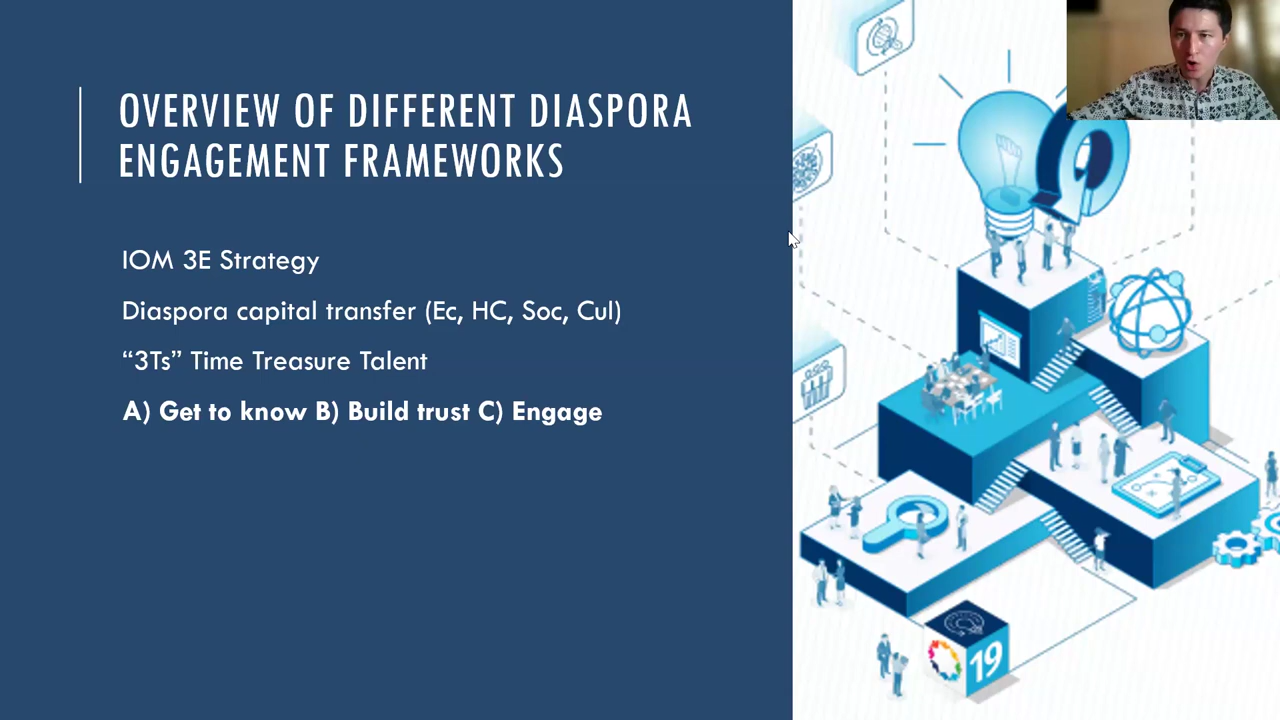 OVERVIEW OF DIFFERENT DIASPORA
ENGAGEMENT FRAMEWORKS
IOM 3E Strategy
Diaspora capital transfer (Ec, HC, Soc, Cul)
“3Ts” Time Treasure Talent
A) Get to know B) Build trust C) Engage
19